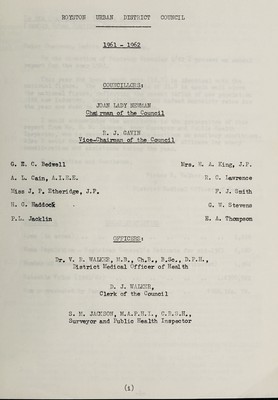 ROYSTON URBAN DISTRICT COUNCIL
1961 - 1962
COUNCILLORS:
JOAN LADY NEWMAN
Chairman of the Council
R. J. GAVIN
Vice-Chairman of the Council
G. E. C. Bedwell Mrs. K. A. King, J.P.
A. L. Cain, A.I.E.E. R. C. Lawrence
Miss J. P. Etheridge, J.P. F. J. Smith
H. G. Haddock G. W. Stevens
P.L. Jacklin E. A. Thompson
OFFICERS:
Dr. V. R. WALKER, M.B., Ch.B., B.Sc., D.P.H.,
District Medical Officer of Health
D. J. WALKER,
Clerk of the Council
S. M. JACKSON, M.A.P.H.I., C.R.S.H.,
Surveyor and Public Health Inspector
(i)